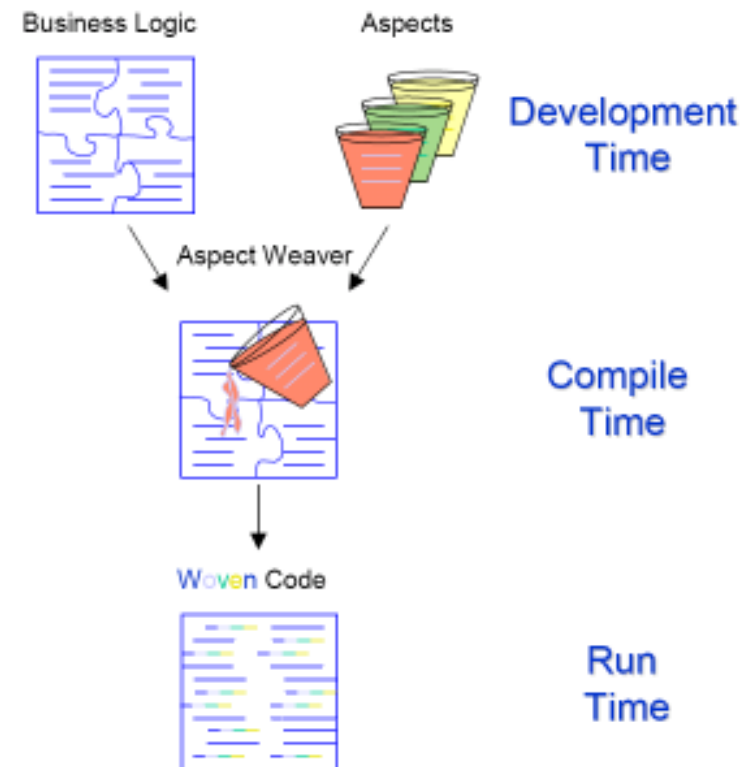 Business Logic
Aspects
Development
Time
Aspect Weaver
Compile
Time
Woven Code
Run
Time